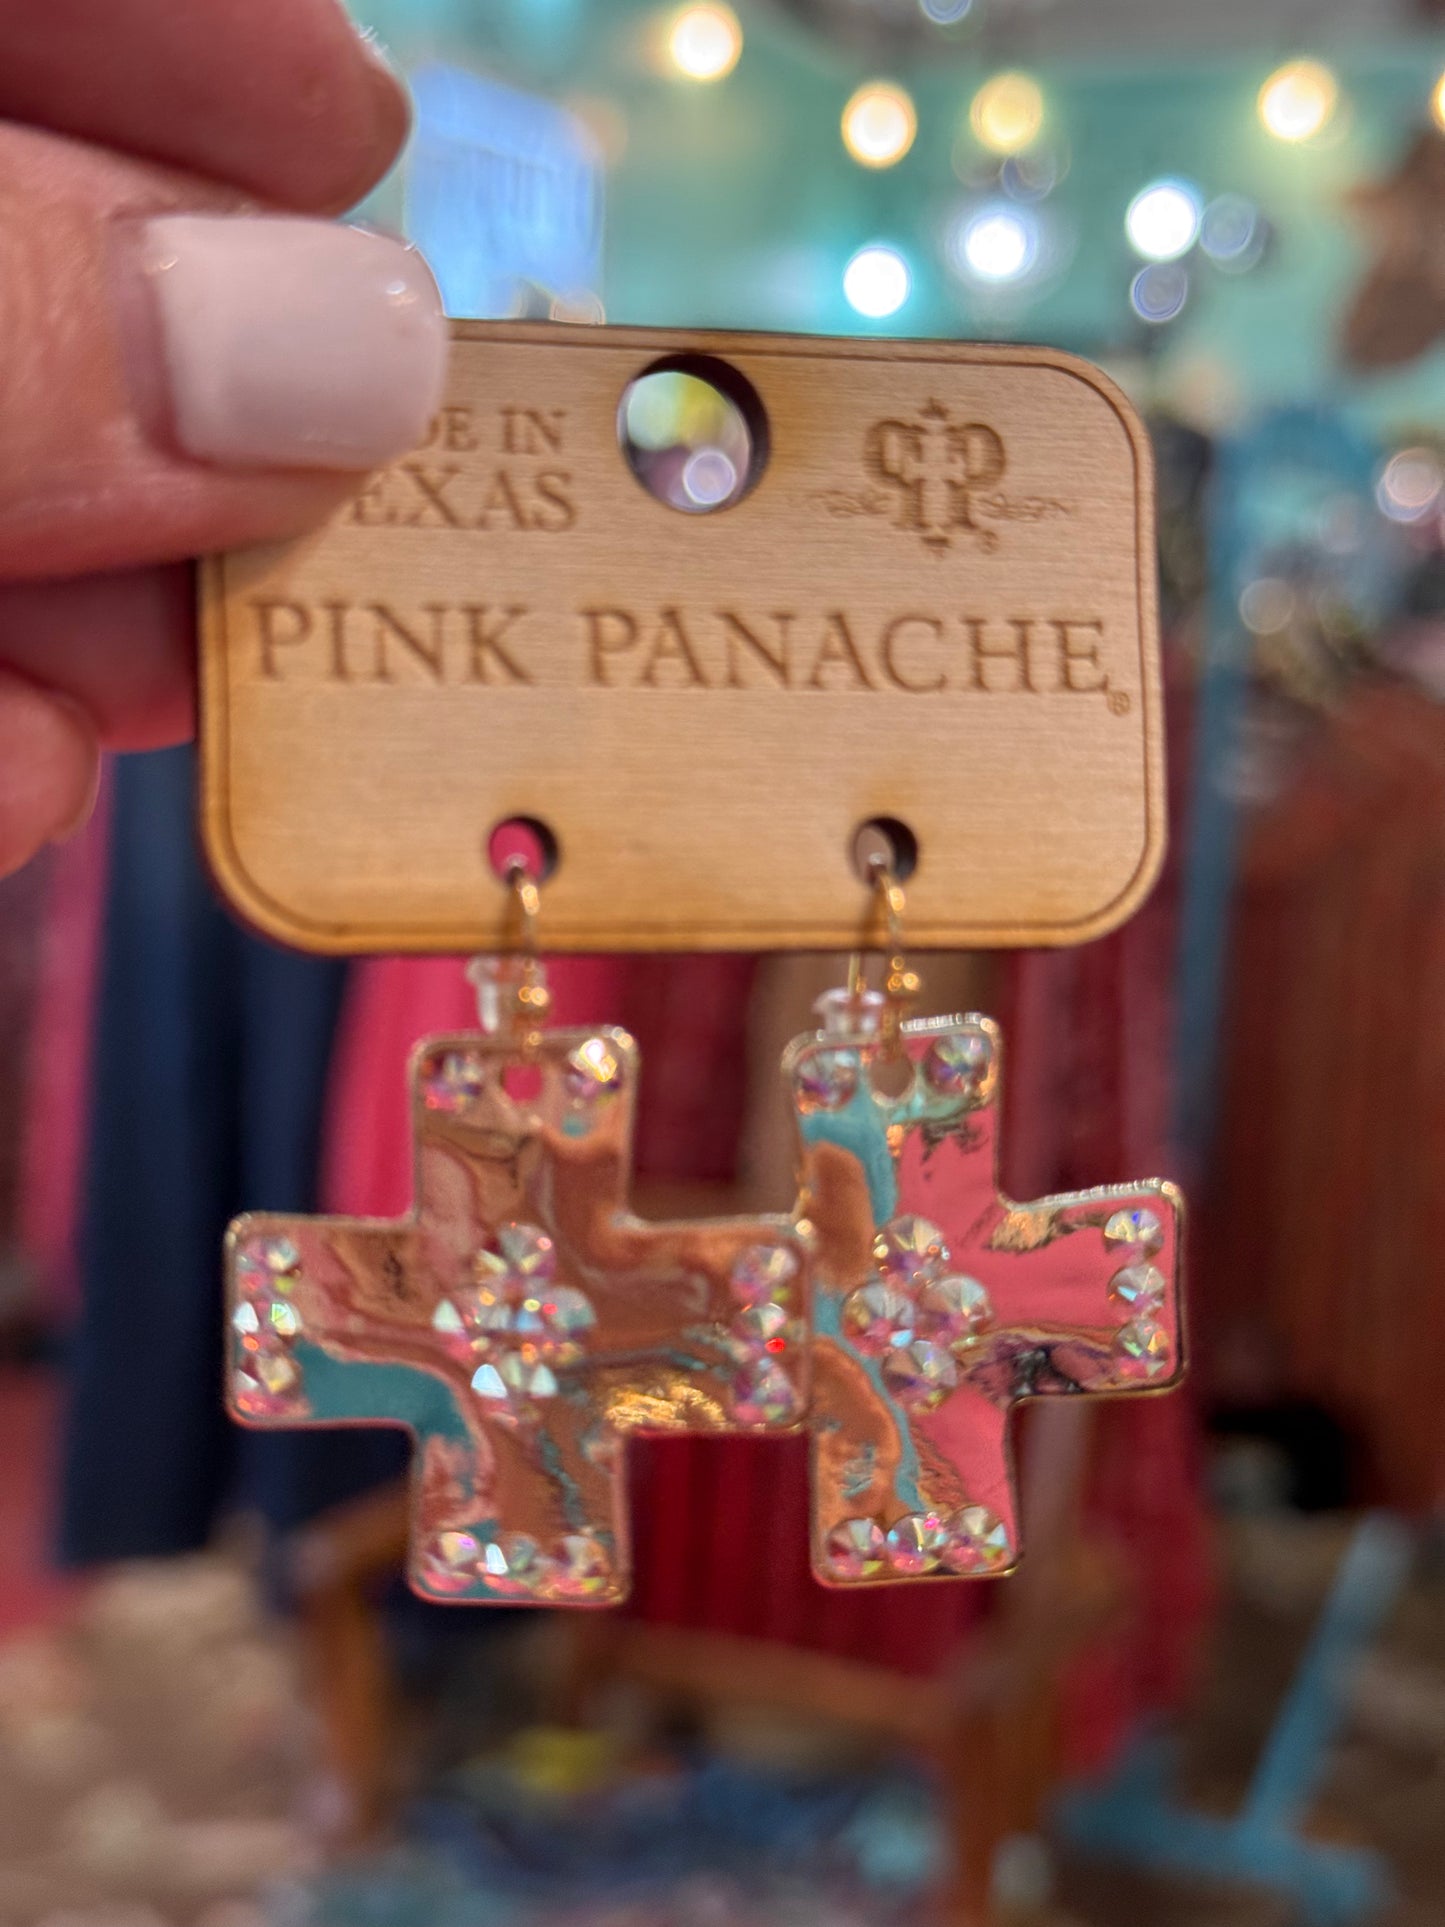 DE IN
EXAS
PINK PANACHE®